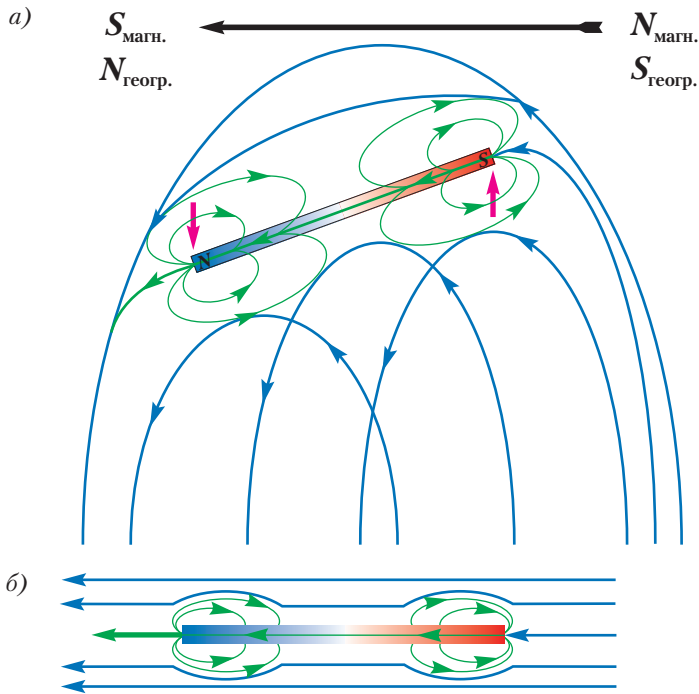 а)
S магн.
N геогр.
N магн.
S геогр.
S
N
б)